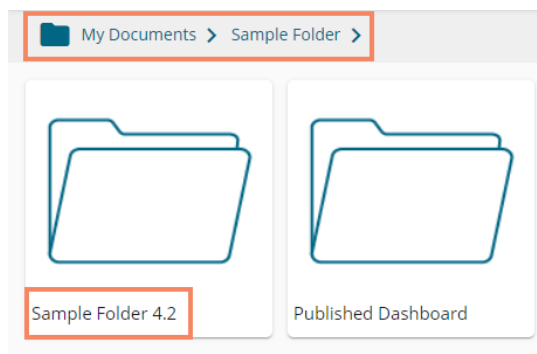 My Documents > Sample Folder >
Sample Folder 4.2
Published Dashboard